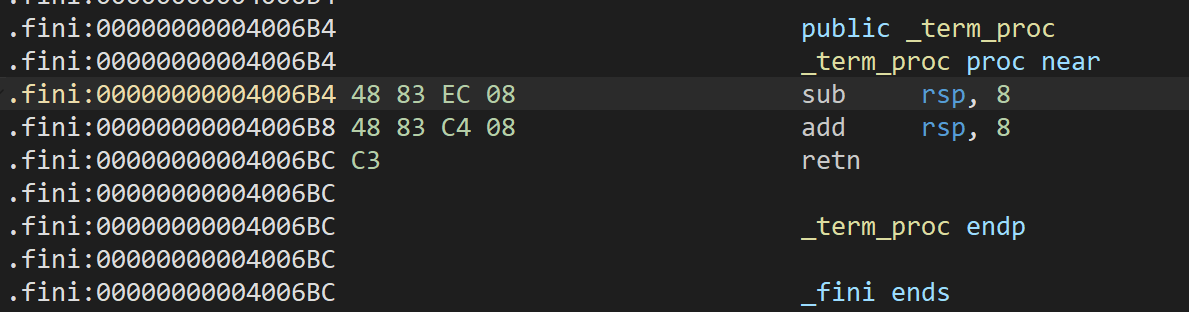 .fini:00000000004006B4
.fini:00000000004006B4 public _term_proc
.fini:00000000004006B4 _term_proc proc near
.fini:00000000004006B4 48 83 EC 08 sub rsp, 8
.fini:00000000004006B8 48 83 C4 08 add rsp, 8
.fini:00000000004006BC C3 retn
.fini:00000000004006BC
.fini:00000000004006BC _term_proc endp
.fini:00000000004006BC
.fini:00000000004006BC _fini ends